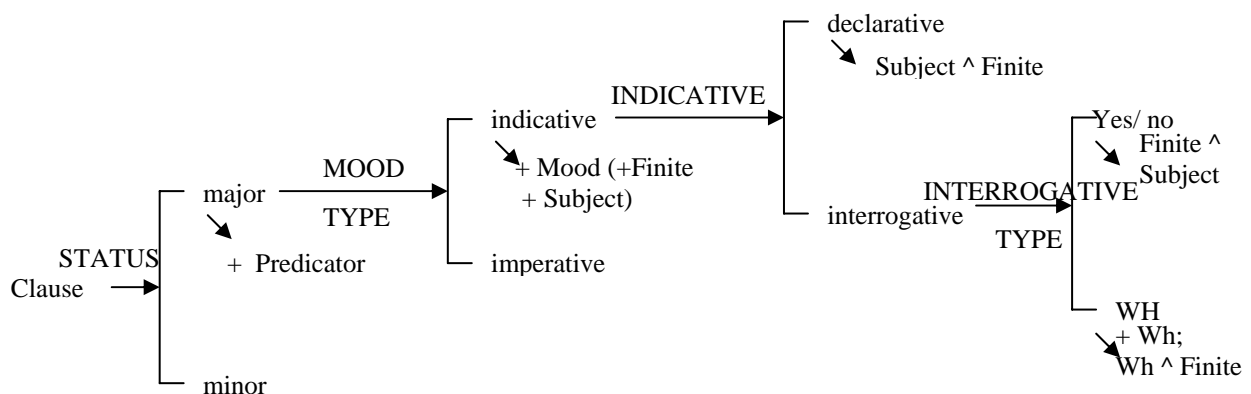 declarative
Subject ^ Finite
INDICATIVE
indicative
Yes/ no
Finite ^
Subject
MOOD
TYPE
+ Mood (+Finite
+ Subject)
major
INTERROGATIVE
TYPE
interrogative
+ Predicator
imperative
STATUS
Clause
WH
+ Wh;
Wh ^ Finite
minor